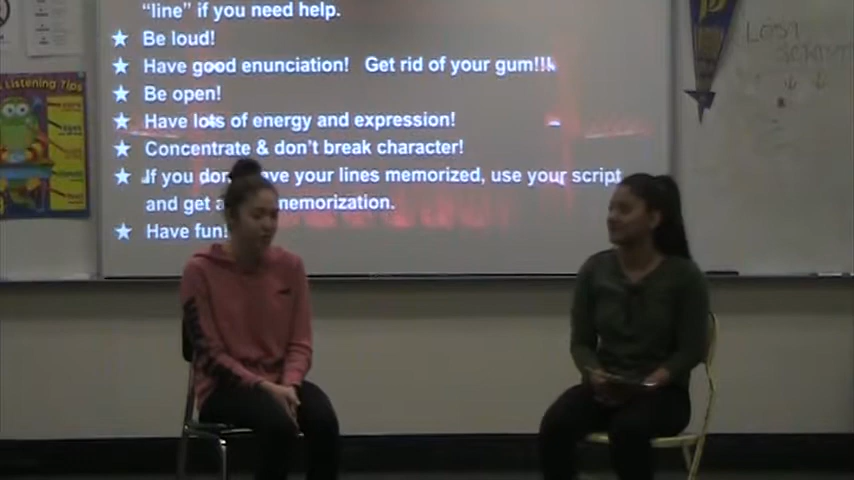 "line" if you need help.
Be loud!
Have good enunciation! Get rid of your gum!!!
Be open!
Have lots of energy and expression!
Concentrate & don't break character!
If you don't have your lines memorized, use your script
and get a memorization.
Have fun!
LOST
SCRIPT
Listening Tips